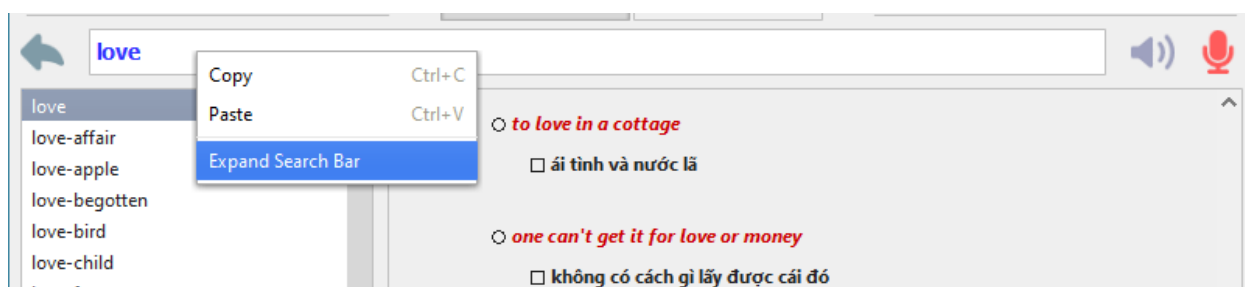 love
Copy Ctrl+C
Paste Ctrl+V
Expand Search Bar
love
love-affair
love-apple
love-begotten
love-bird
love-child
to love in a cottage
ái tình và nước lã
one can't get it for love or money
không có cách gì lấy được cái đó